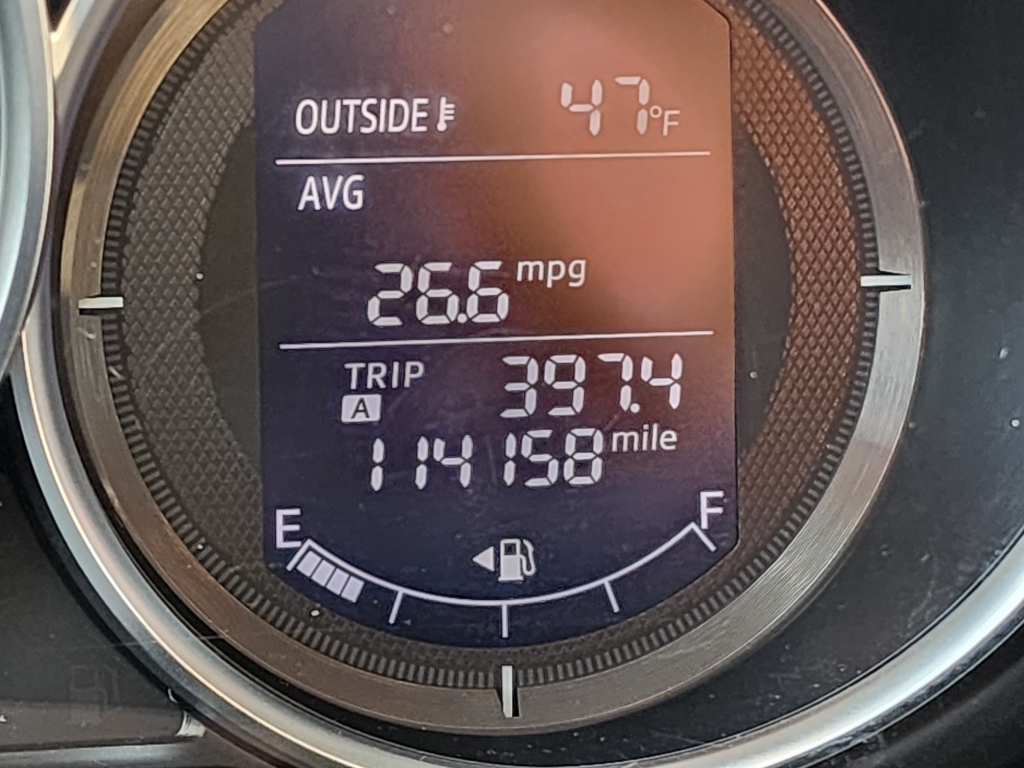 OUTSIDE 47°F
AVG
26.6 mpg
TRIP A 397.4
114158 mile
E F